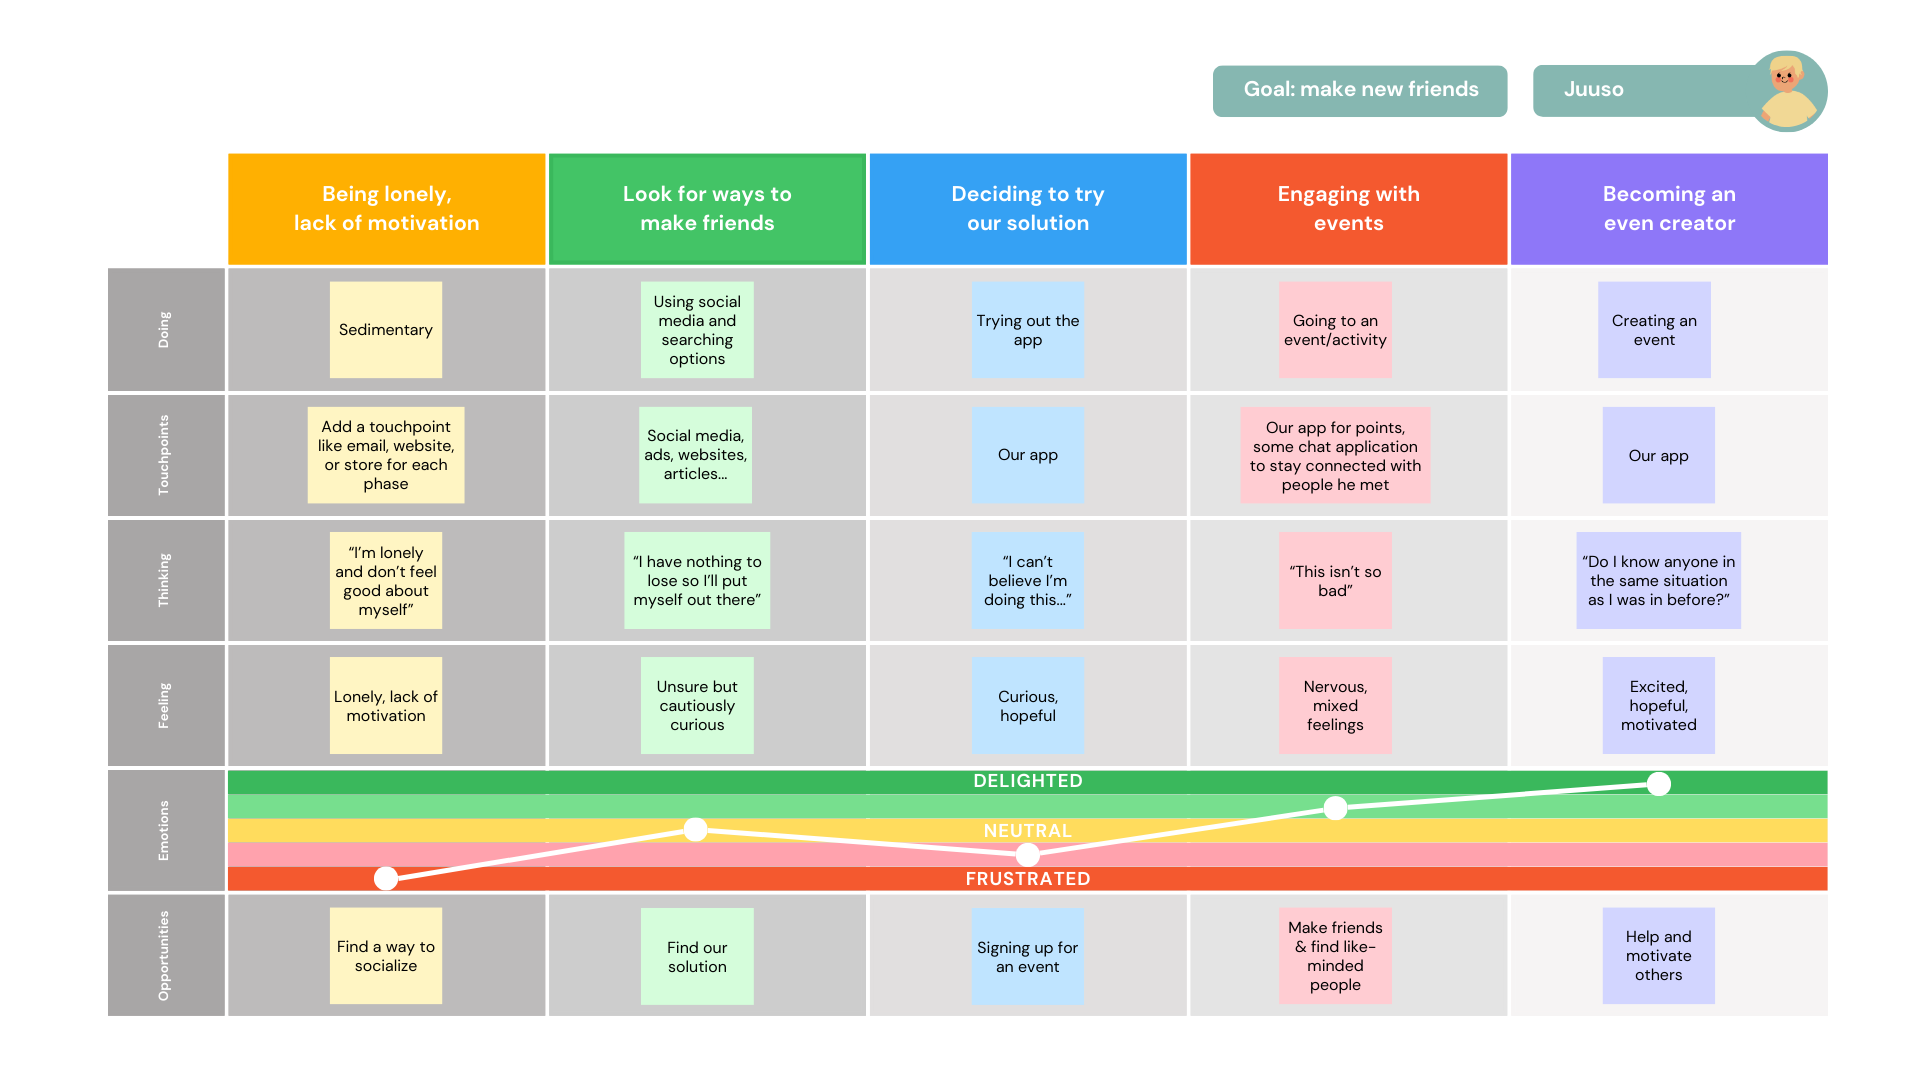 Goal: make new friends
Juuso
Being lonely,
lack of motivation
Look for ways to
make friends
Deciding to try
our solution
Engaging with
events
Becoming an
even creator
Doing
Sedimentary
Using social
media and
searching
options
Trying out the
app
Going to an
event/activity
Creating an
event
Touchpoints
Add a touchpoint
like email, website,
or store for each
phase
Social media,
ads, websites,
articles...
Our app
Our app for points,
some chat application
to stay connected with
people he met
Our app
Thinking
“I’m lonely
and don’t feel
good about
myself”
“I have nothing to
lose so I’ll put
myself out there”
“I can’t
believe I’m
doing this...”
“This isn’t so
bad”
“Do I know anyone in
the same situation
as I was in before?”
Feeling
Lonely, lack of
motivation
Unsure but
cautiously
curious
Curious,
hopeful
Nervous,
mixed
feelings
Excited,
hopeful,
motivated
Emotions
DELIGHTED
NEUTRAL
FRUSTRATED
Opportunities
Find a way to
socialize
Find our
solution
Signing up for
an event
Make friends
& find like-
minded
people
Help and
motivate
others